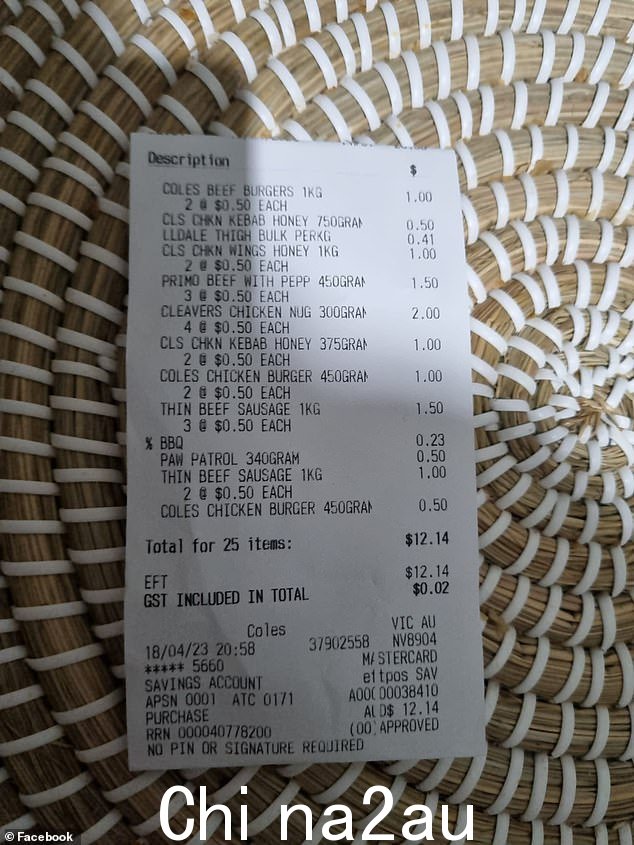 Description $
COLES BEEF BURGERS 1KG 1.00
2 @ $0.50 EACH
CLS CHKN KEBAB HONEY 750GRAM 0.50
LLDALE THIGH BULK PERKG 0.41
CLS CHKN WINGS HONEY 1KG 1.00
2 @ $0.50 EACH
PRIMO BEEF WITH PEPP 450GRAM 1.50
3 @ $0.50 EACH
CLEAVERS CHICKEN NUG 300GRAM 2.00
4 @ $0.50 EACH
CLS CHKN KEBAB HONEY 375GRAM 1.00
2 @ $0.50 EACH
COLES CHICKEN BURGER 450GRAM 1.00
2 @ $0.50 EACH
THIN BEEF SAUSAGE 1KG 1.50
3 @ $0.50 EACH
% BBQ 0.23
PAW PATROL 340GRAM 0.50
THIN BEEF SAUSAGE 1KG 1.00
2 @ $0.50 EACH
COLES CHICKEN BURGER 450GRAM 0.50
Total for 25 items: $12.14
EFT $12.14
GST INCLUDED IN TOTAL $0.02
Coles VIC AU
18/04/23 20:58 37902558 NV8904
***** 5660 MASTERCARD
SAVINGS ACCOUNT eftpos SAV
APSN 0001 ATC 0171 A00000038410
PURCHASE AUD$ 12.14
RRN 000040778200 (00) APPROVED
NO PIN OR SIGNATURE REQUIRED
Chi na2au
© Facebook